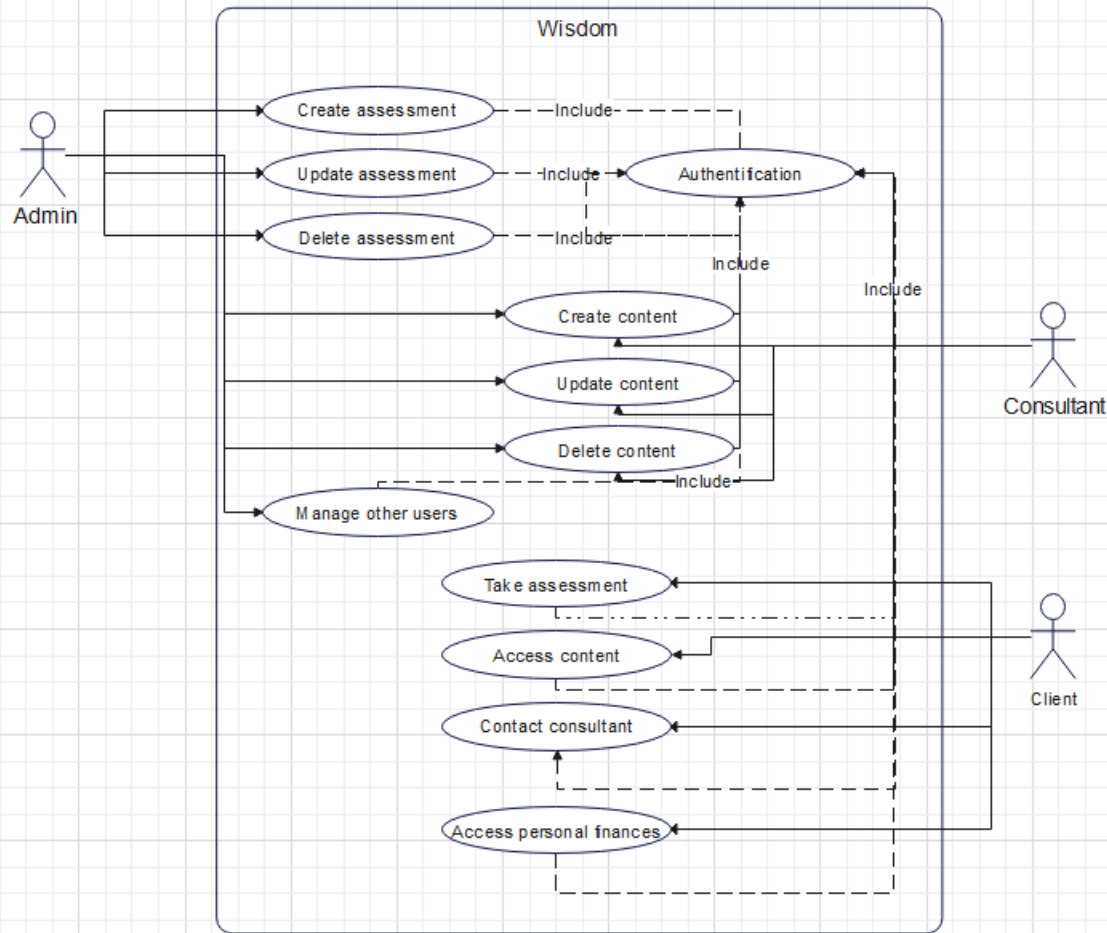 Wisdom
Create assessment
Include
Admin
Update assessment
Include
Authentification
Delete assessment
Include
Include
Include
Create content
Update content
Consultant
Delete content
Include
Manage other users
Take assessment
Access content
Client
Contact consultant
Access personal finances